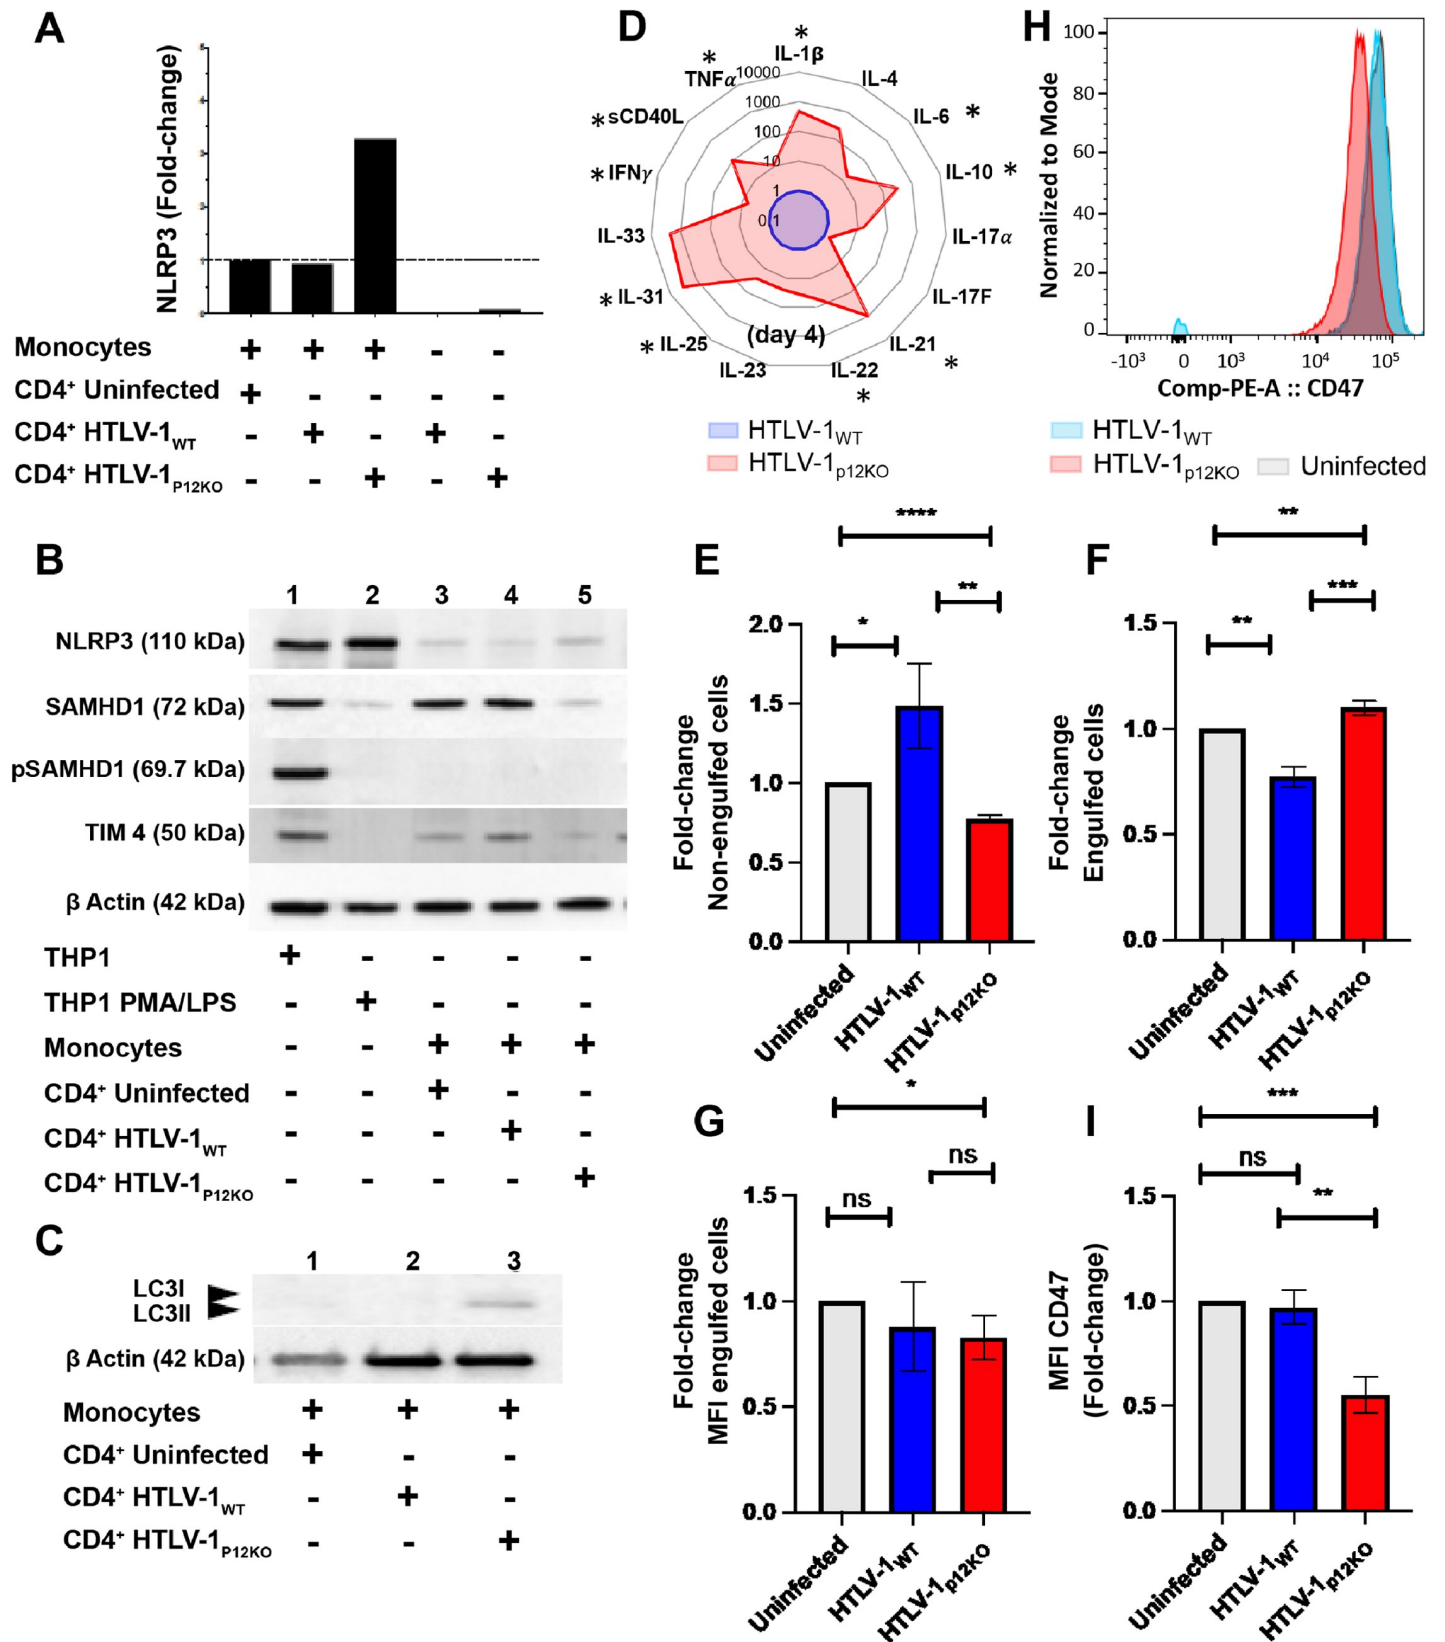 A
NLRP3 (Fold-change)
5
4
3
2
1
Monocytes + + + - -
CD4+ Uninfected + - - - -
CD4+ HTLV-1WT - + - + -
CD4+ HTLV-1P12KO - - + - +
B
1 2 3 4 5
NLRP3 (110 kDa)
SAMHD1 (72 kDa)
pSAMHD1 (69.7 kDa)
TIM 4 (50 kDa)
β Actin (42 kDa)
THP1 + - - - -
THP1 PMA/LPS - + - - -
Monocytes - - + + +
CD4+ Uninfected - - + - -
CD4+ HTLV-1WT - - - + -
CD4+ HTLV-1P12KO - - - - +
C
1 2 3
LC3I
LC3II
β Actin (42 kDa)
Monocytes + + +
CD4+ Uninfected + - -
CD4+ HTLV-1WT - + -
CD4+ HTLV-1P12KO - - +
D
*
IL-1β
IL-4
IL-6 *
IL-10 *
IL-17α
IL-17F
IL-21
*
IL-22
*
IL-23
* IL-25
* IL-31
IL-33
* IFNγ
* sCD40L
*
TNFα
10000
1000
100
10
1
0.1
(day 4)
HTLV-1WT
HTLV-1p12KO
E
****
**
*
Fold-change
Non-engulfed cells
2.0
1.5
1.0
0.5
0.0
Uninfected
HTLV-1WT
HTLV-1p12KO
F
**
***
**
Fold-change
Engulfed cells
1.5
1.0
0.5
0.0
Uninfected
HTLV-1WT
HTLV-1p12KO
G
*
ns
ns
Fold-change
MFI engulfed cells
1.5
1.0
0.5
0.0
Uninfected
HTLV-1WT
HTLV-1p12KO
H
Normalized to Mode
100
80
60
40
20
0
-10³ 0 10³ 10⁴ 10⁵
Comp-PE-A :: CD47
HTLV-1WT
HTLV-1p12KO
Uninfected
I
***
ns
**
MFI CD47
(Fold-change)
1.5
1.0
0.5
0.0
Uninfected
HTLV-1WT
HTLV-1p12KO